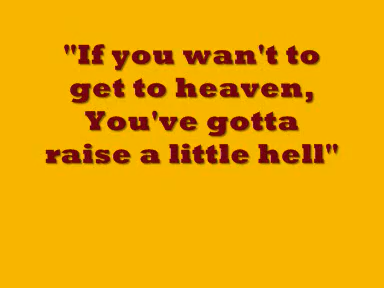 "If you wan't to
get to heaven,
You've gotta
raise a little hell"